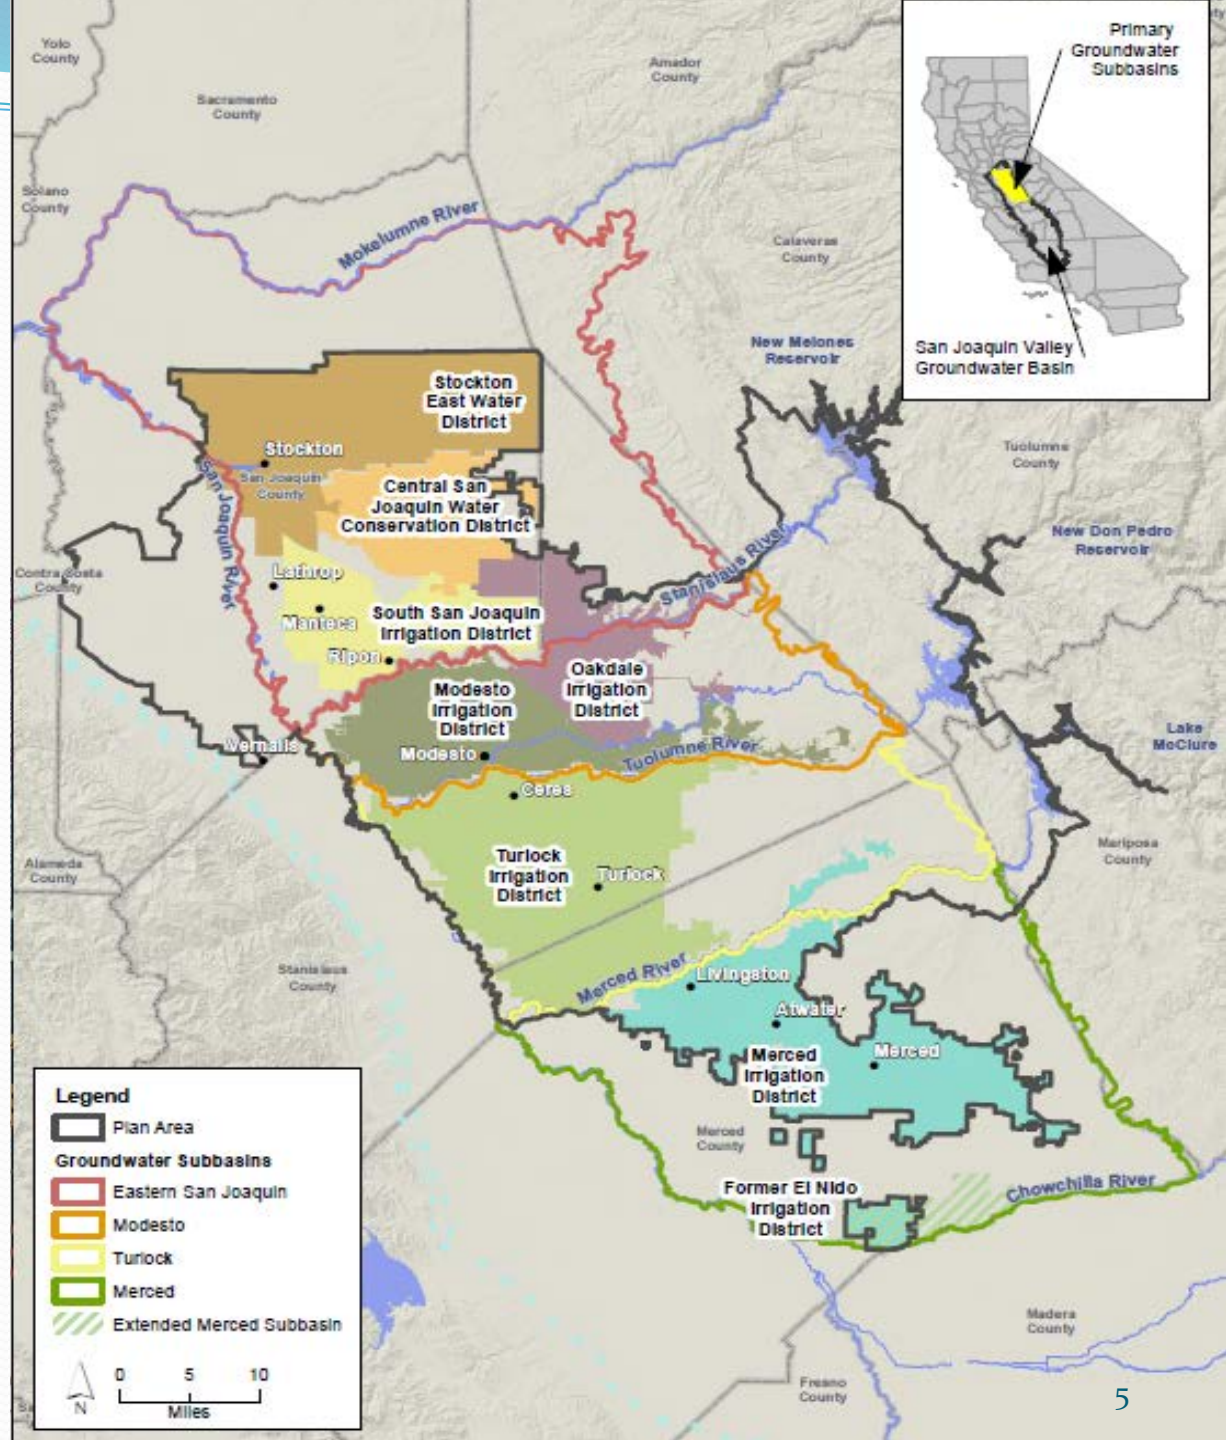 Yolo
County
Sacramento
County
Amador
County
Primary
Groundwater
Subbasins
San Joaquin Valley
Groundwater Basin
Solano
County
Mokelumne River
Calaveras
County
New Melones
Reservoir
Stockton
East Water
District
Stockton
San Joaquin
County
Central San
Joaquin Water
Conservation District
Tuolumne
County
New Don Pedro
Reservoir
San Joaquin River
Stanislaus River
Contra Costa
County
Lathrop
Manteca
South San Joaquin
Irrigation District
Ripon
Oakdale
Irrigation
District
Modesto
Irrigation
District
Modesto
Tuolumne River
Lake
McClure
Vernalis
Ceres
Alameda
County
Mariposa
County
Turlock
Irrigation
District
Turlock
Stanislaus
County
Merced River
Livingston
Atwater
Merced
Merced
Irrigation
District
Merced
County
Former El Nido
Irrigation
District
Chowchilla River
Madera
County
Fresno
County
Legend
Plan Area
Groundwater Subbasins
Eastern San Joaquin
Modesto
Turlock
Merced
Extended Merced Subbasin
N
0 5 10
Miles
5